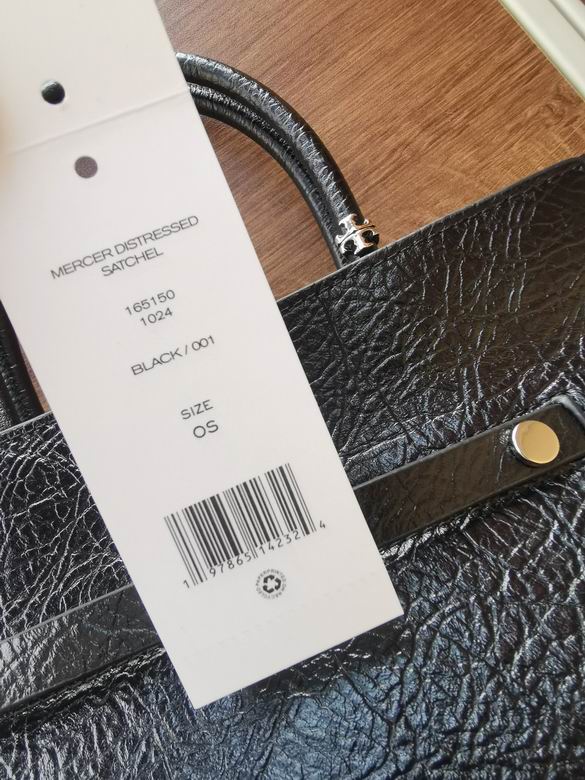 MERCER DISTRESSED
SATCHEL
165150
1024
BLACK / 001
SIZE
OS
1 97865 14232 4